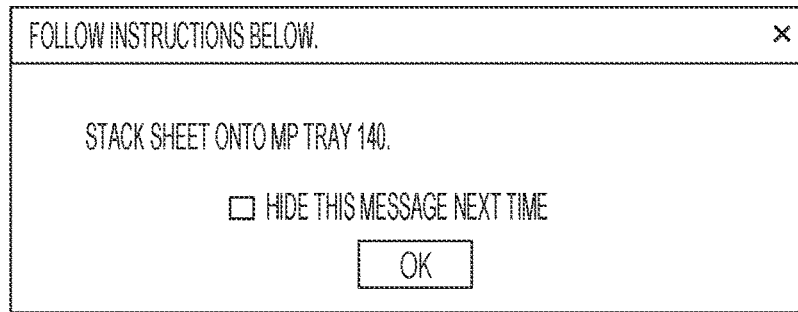 FOLLOW INSTRUCTIONS BELOW. ×
STACK SHEET ONTO MP TRAY 140.
HIDE THIS MESSAGE NEXT TIME
OK